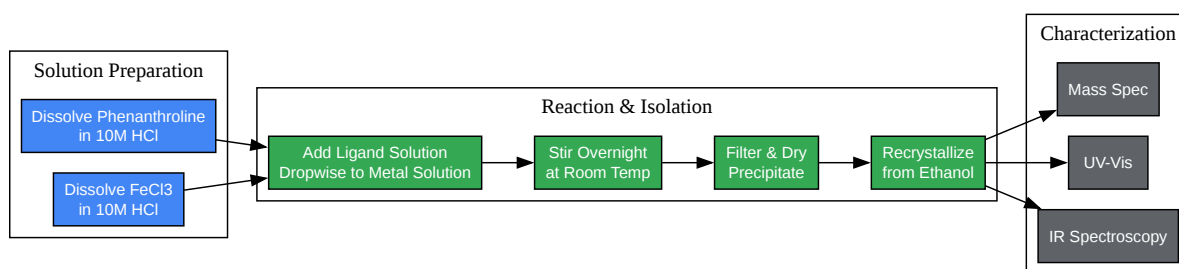 Solution Preparation
Dissolve Phenanthroline
in 10M HCl
Dissolve FeCl3
in 10M HCl
Reaction & Isolation
Add Ligand Solution
Dropwise to Metal Solution
Stir Overnight
at Room Temp
Filter & Dry
Precipitate
Recrystallize
from Ethanol
Characterization
Mass Spec
UV-Vis
IR Spectroscopy